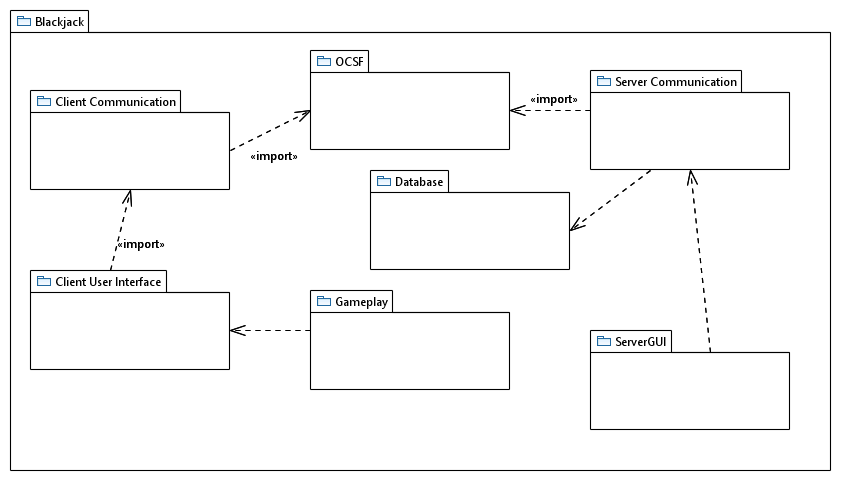 Blackjack
OCSF
Server Communication
Client Communication
«import»
«import»
Database
«import»
Client User Interface
Gameplay
ServerGUI